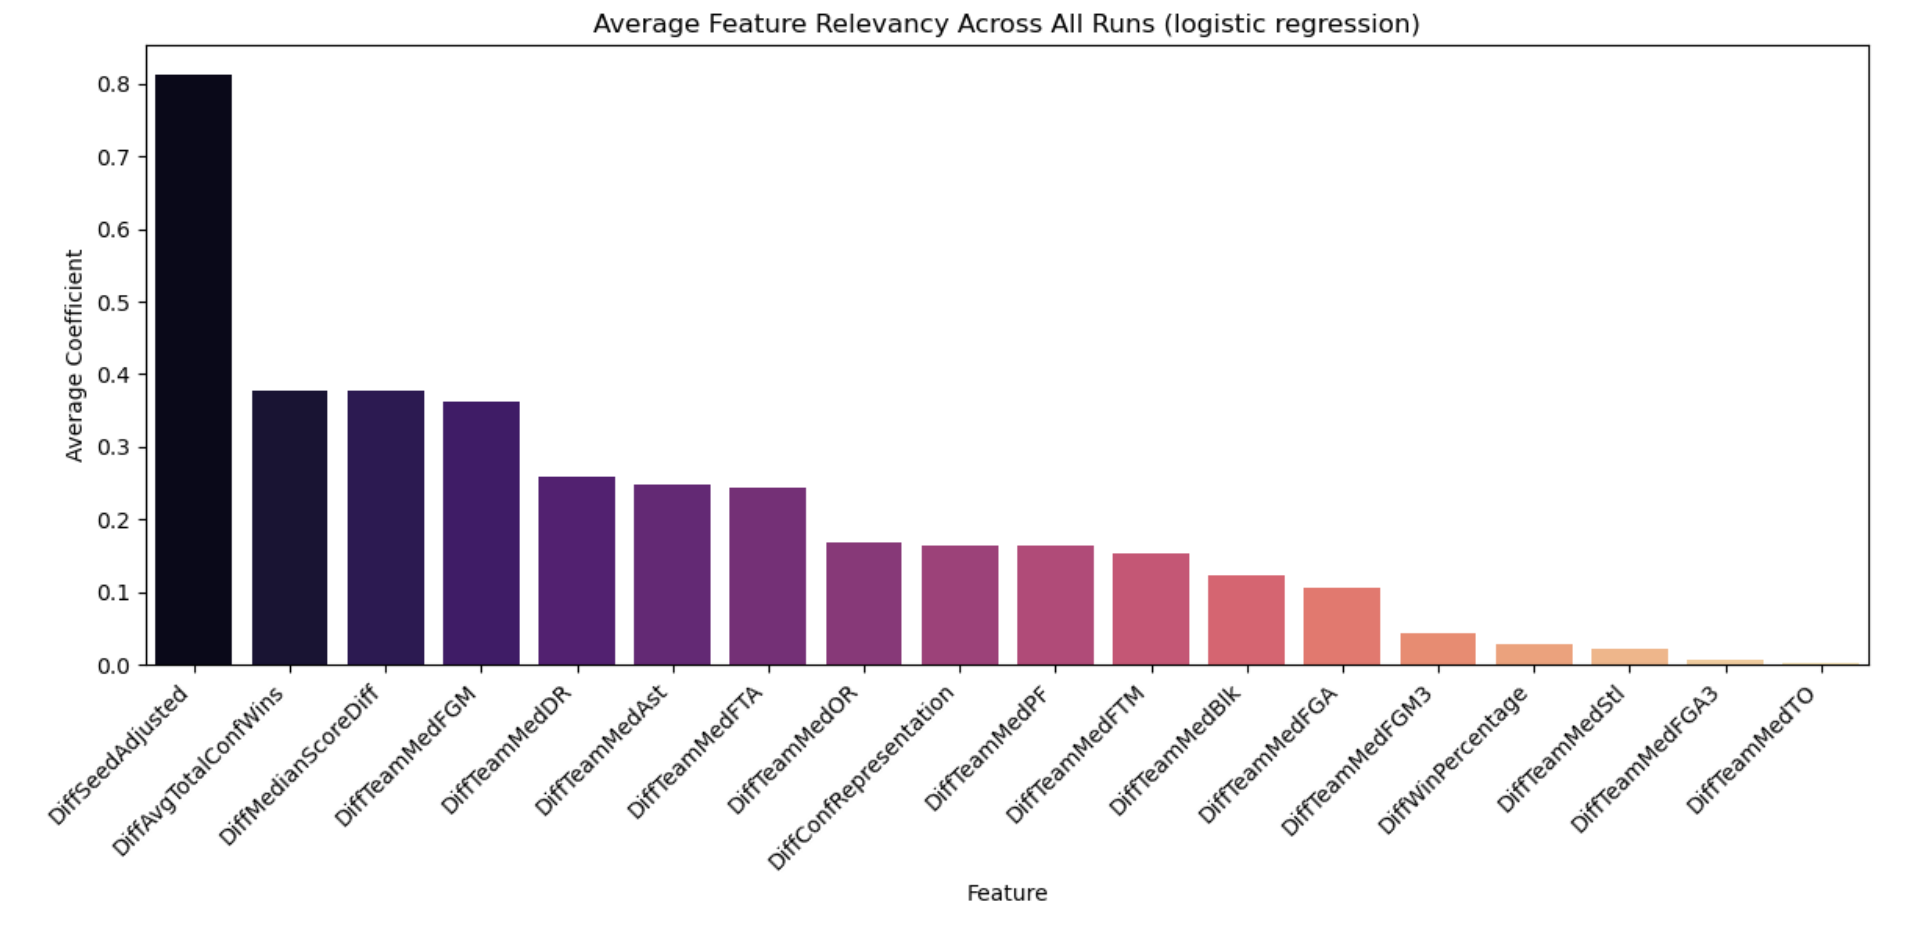 Average Feature Relevancy Across All Runs (logistic regression)
Average Coefficient
0.8
0.7
0.6
0.5
0.4
0.3
0.2
0.1
0.0
DiffSeedAdjusted
DiffAvgTotalConfWins
DiffMedianScoreDiff
DiffTeamMedFGM
DiffTeamMedDR
DiffTeamMedAst
DiffTeamMedFTA
DiffTeamMedOR
DiffConfRepresentation
DiffTeamMedPF
DiffTeamMedFTM
DiffTeamMedBlk
DiffTeamMedFGA
DiffTeamMedFGM3
DiffWinPercentage
DiffTeamMedStl
DiffTeamMedFGA3
DiffTeamMedTO
Feature